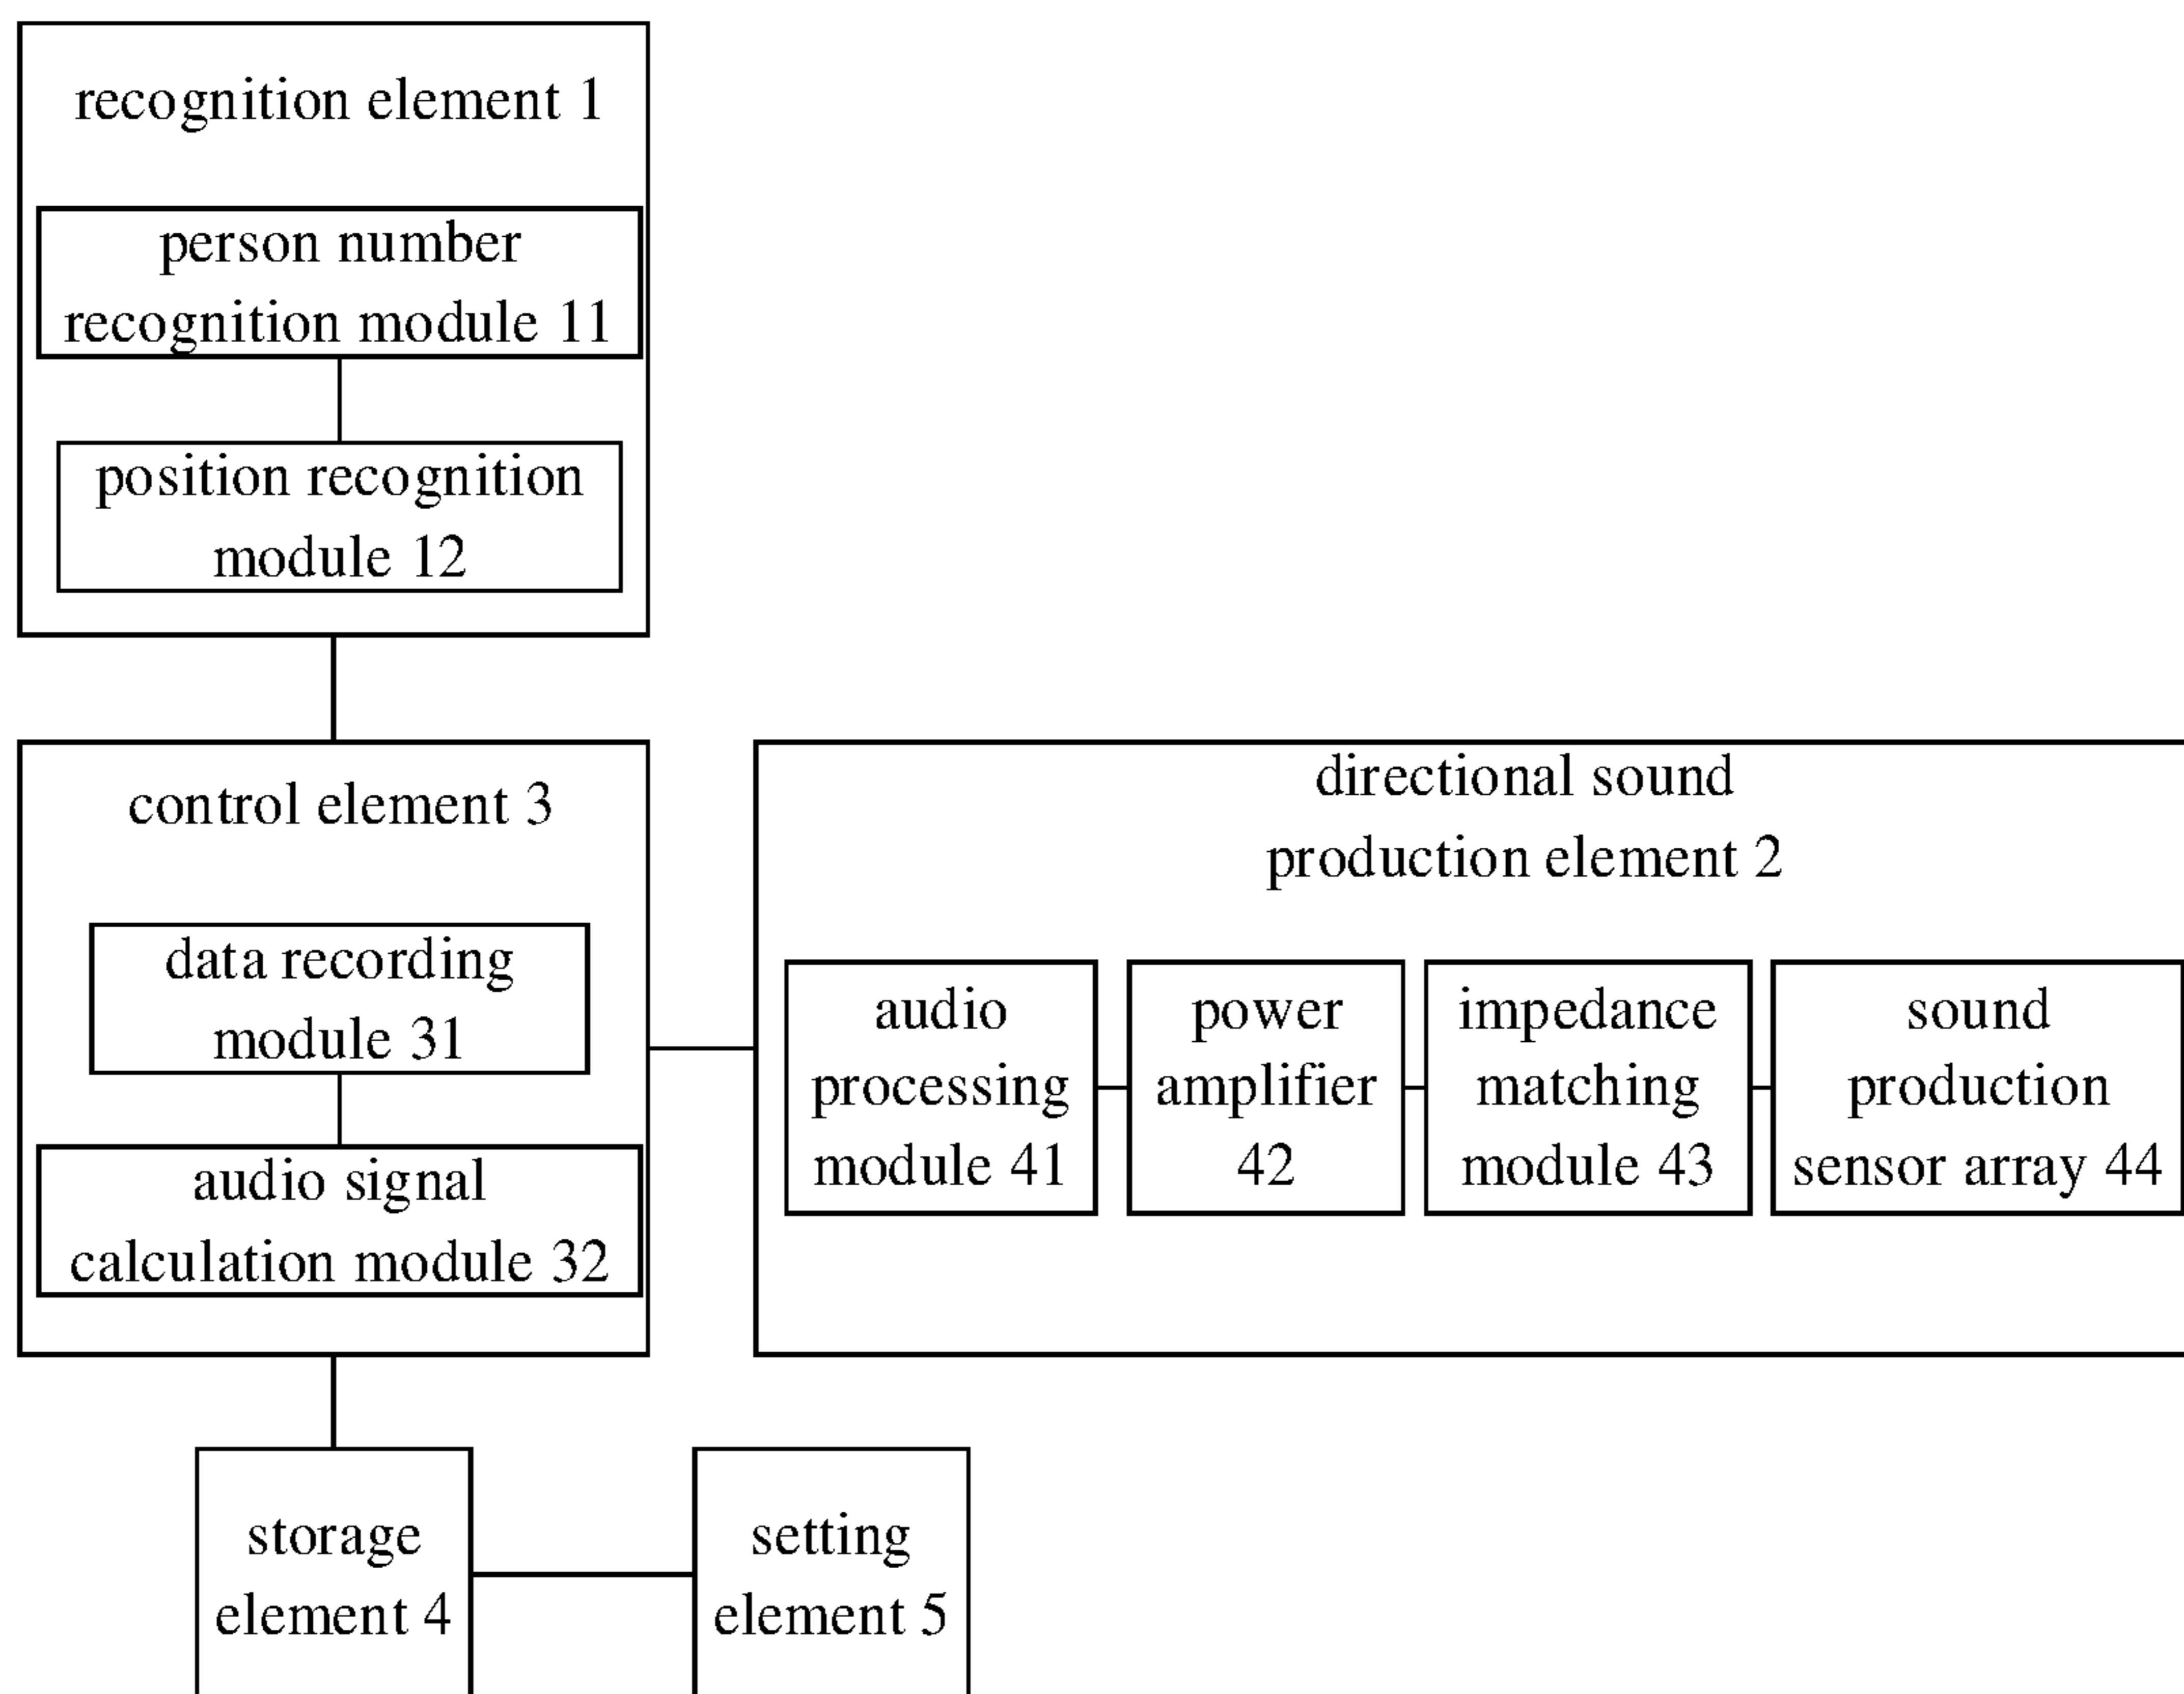 recognition element 1
person number
recognition module 11
position recognition
module 12
control element 3
data recording
module 31
audio signal
calculation module 32
directional sound
production element 2
audio
processing
module 41
power
amplifier
42
impedance
matching
module 43
sound
production
sensor array 44
storage
element 4
setting
element 5